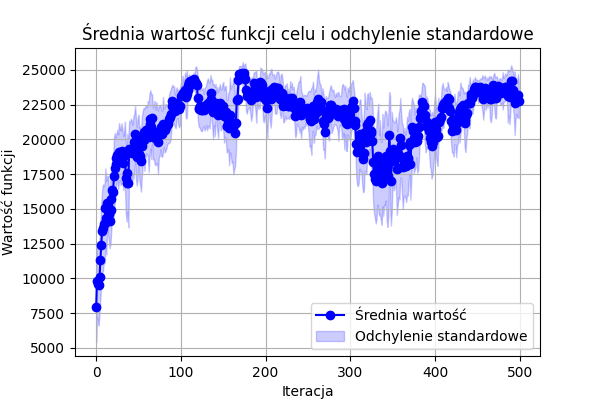 Średnia wartość funkcji celu i odchylenie standardowe
Wartość funkcji
25000
22500
20000
17500
15000
12500
10000
7500
5000
0 100 200 300 400 500
Iteracja
Średnia wartość
Odchylenie standardowe